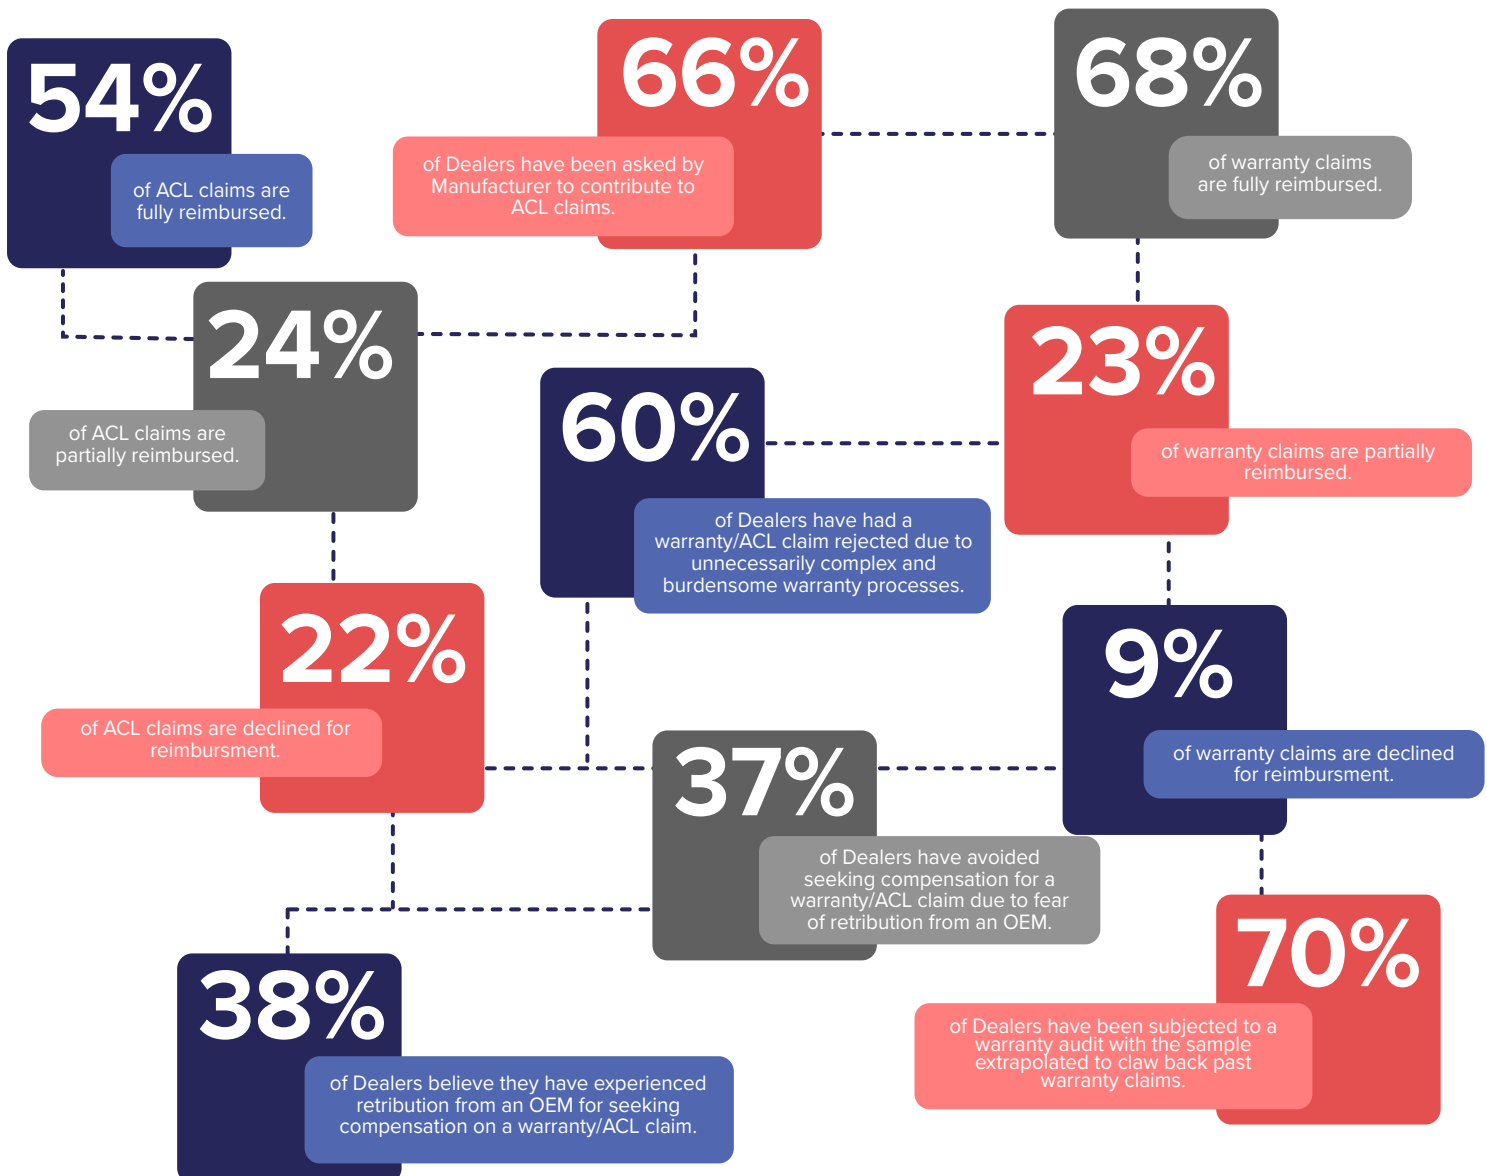 54%
of ACL claims are
fully reimbursed.
66%
of Dealers have been asked by
Manufacturer to contribute to
ACL claims.
68%
of warranty claims
are fully reimbursed.
24%
of ACL claims are
partially reimbursed.
60%
of Dealers have had a
warranty/ACL claim rejected due to
unnecessarily complex and
burdensome warranty processes.
23%
of warranty claims are partially
reimbursed.
22%
of ACL claims are declined for
reimbursment.
37%
of Dealers have avoided
seeking compensation for a
warranty/ACL claim due to fear
of retribution from an OEM.
9%
of warranty claims are declined
for reimbursment.
38%
of Dealers believe they have experienced
retribution from an OEM for seeking
compensation on a warranty/ACL claim.
70%
of Dealers have been subjected to a
warranty audit with the sample
extrapolated to claw back past
warranty claims.